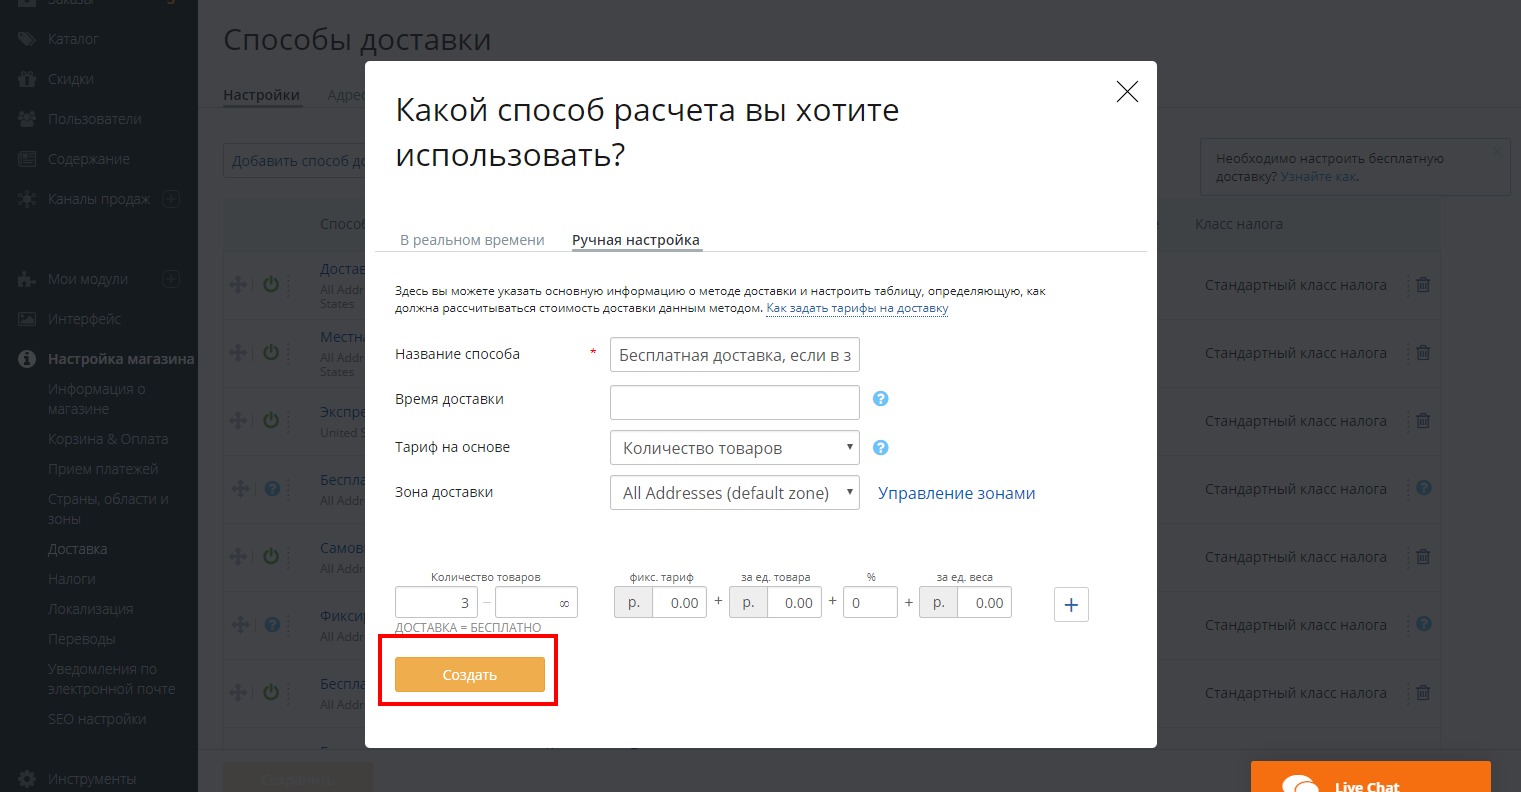 Заказы
Каталог
Скидки
Пользователи
Содержание
Каналы продаж
Мои модули
Интерфейс
Настройка магазина
Информация о
магазине
Корзина & Оплата
Прием платежей
Страны, области и
зоны
Доставка
Налоги
Локализация
Переводы
Уведомления по
электронной почте
SEO настройки
Инструменты
Способы доставки
Настройки
Адрес
Добавить способ до
Необходимо настроить бесплатную
доставку? Узнайте как.
Способ
Класс налога
Достав
All Addr
States
Стандартный класс налога
Местна
All Addr
States
Стандартный класс налога
Экспре
United S
Стандартный класс налога
Беспла
All Addr
Стандартный класс налога
Самов
All Addr
Стандартный класс налога
Фикси
All Addr
Стандартный класс налога
Беспла
All Addr
Стандартный класс налога
Сохранить
Какой способ расчета вы хотите
использовать?
В реальном времени
Ручная настройка
Здесь вы можете указать основную информацию о методе доставки и настроить таблицу, определяющую, как
должна рассчитываться стоимость доставки данным методом. Как задать тарифы на доставку
Название способа * Бесплатная доставка, если в з
Время доставки ?
Тариф на основе Количество товаров ?
Зона доставки All Addresses (default zone) Управление зонами
Количество товаров фикс. тариф за ед. товара % за ед. веса
3 – ∞ р. 0.00 + р. 0.00 + 0 + р. 0.00 +
ДОСТАВКА = БЕСПЛАТНО
Создать
Live Chat